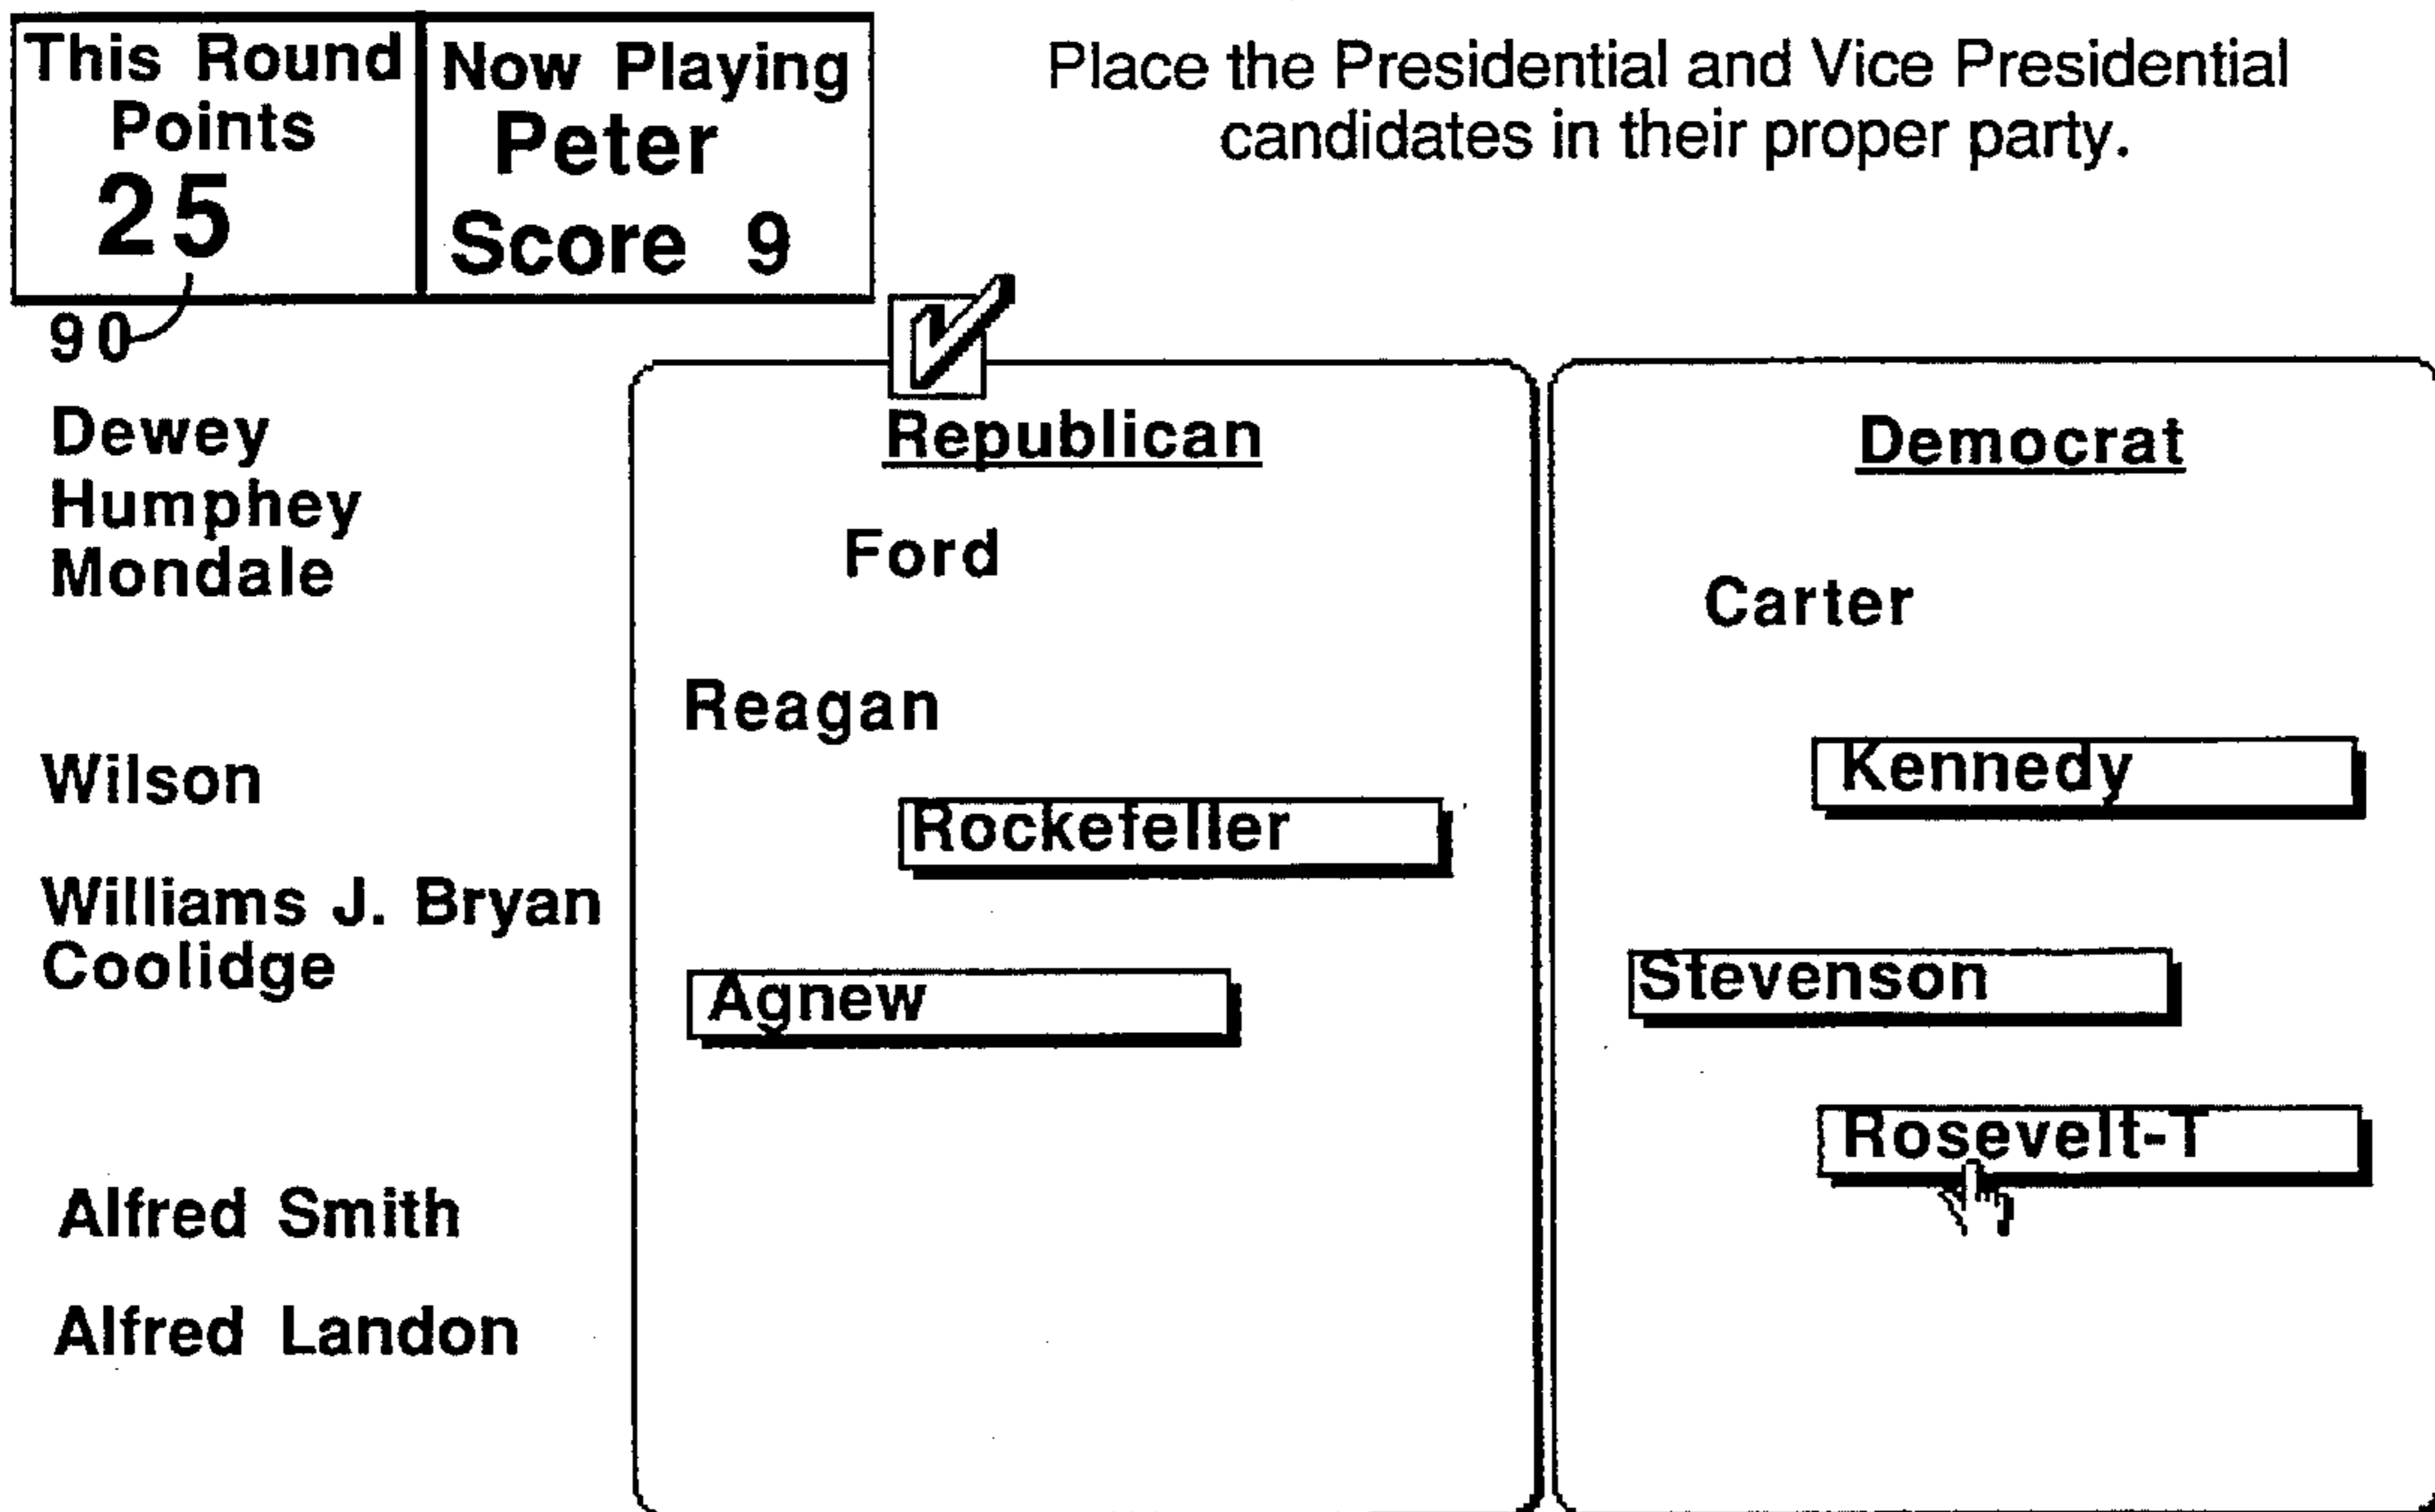 This Round
Points
25
Now Playing
Peter
Score 9
Place the Presidential and Vice Presidential
candidates in their proper party.
90
Dewey
Humphey
Mondale
Wilson
Williams J. Bryan
Coolidge
Alfred Smith
Alfred Landon
Republican
Ford
Reagan
Rockefeller
Agnew
Democrat
Carter
Kennedy
Stevenson
Rosevelt-T